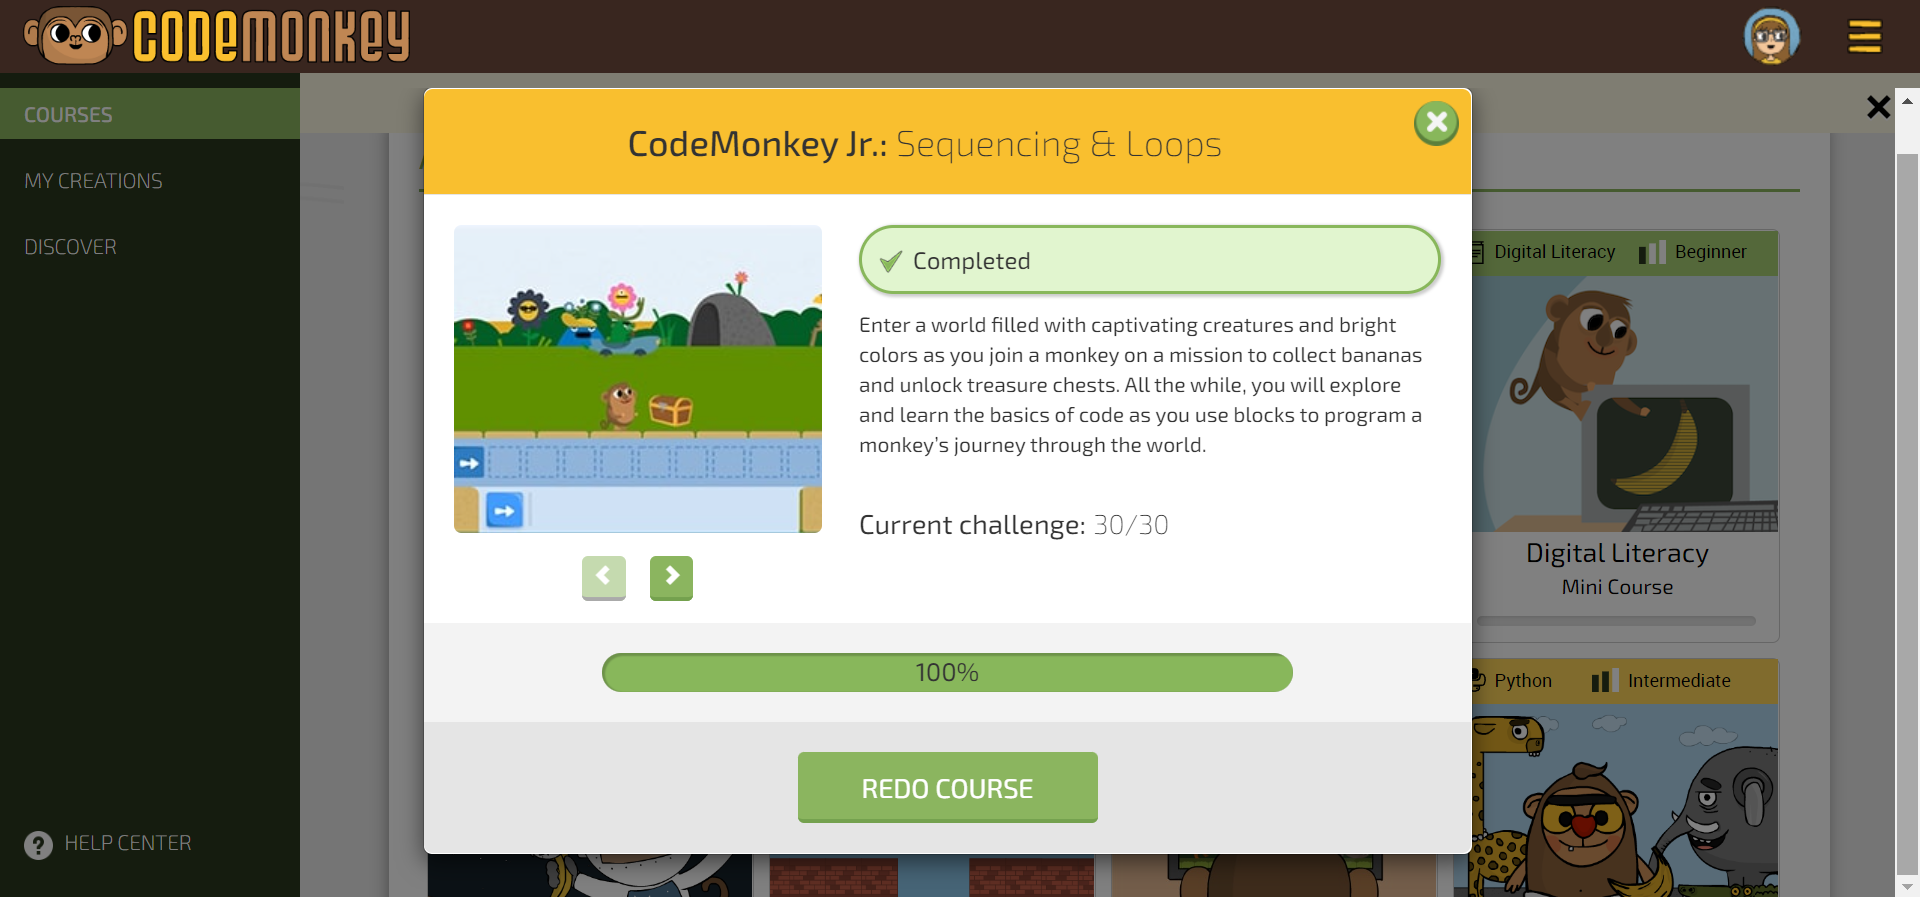 CODEMONKEY
COURSES
MY CREATIONS
DISCOVER
HELP CENTER
CodeMonkey Jr.: Sequencing & Loops
Completed
Enter a world filled with captivating creatures and bright
colors as you join a monkey on a mission to collect bananas
and unlock treasure chests. All the while, you will explore
and learn the basics of code as you use blocks to program a
monkey’s journey through the world.
Current challenge: 30/30
100%
REDO COURSE
Digital Literacy Beginner
Digital Literacy
Mini Course
Python Intermediate